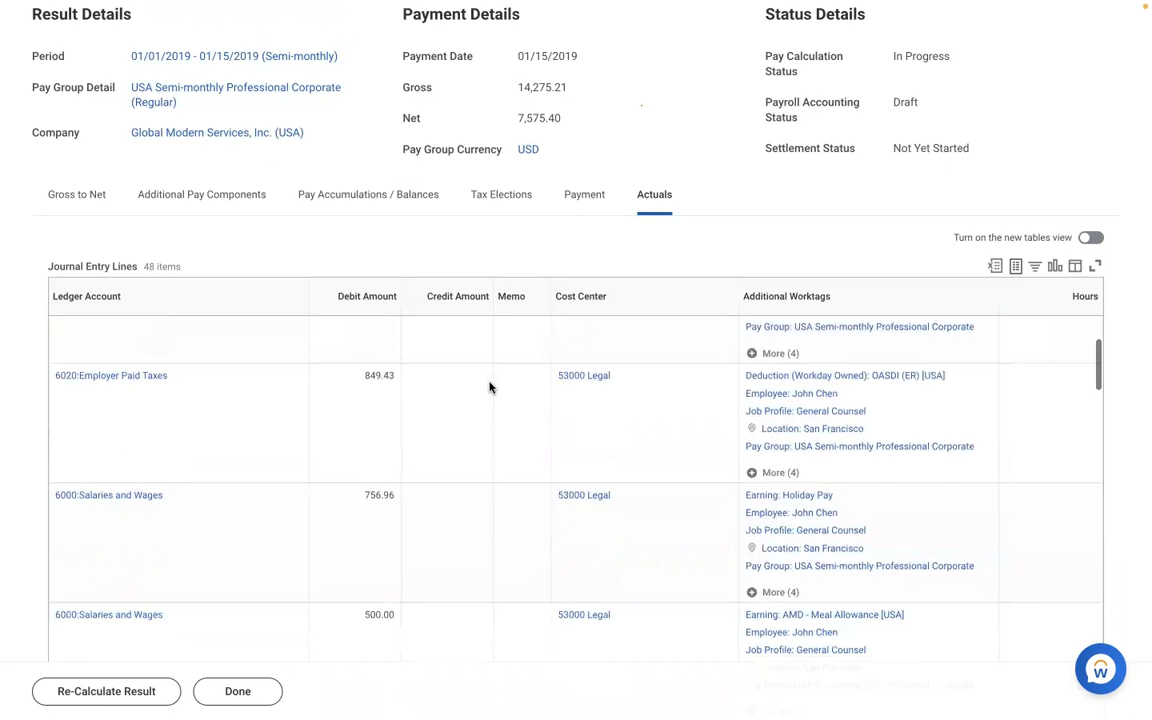 Result Details
Payment Details
Status Details
Period
01/01/2019 - 01/15/2019 (Semi-monthly)
Payment Date
01/15/2019
Pay Calculation
Status
In Progress
Pay Group Detail
USA Semi-monthly Professional Corporate
(Regular)
Gross
14,275.21
Payroll Accounting
Status
Draft
Company
Global Modern Services, Inc. (USA)
Net
7,575.40
Pay Group Currency
USD
Settlement Status
Not Yet Started
Gross to Net
Additional Pay Components
Pay Accumulations / Balances
Tax Elections
Payment
Actuals
Turn on the new tables view
Journal Entry Lines 48 items
Ledger Account
Debit Amount
Credit Amount
Memo
Cost Center
Additional Worktags
Hours
Pay Group: USA Semi-monthly Professional Corporate
More (4)
6020:Employer Paid Taxes
849.43
53000 Legal
Deduction (Workday Owned): OASDI (ER) [USA]
Employee: John Chen
Job Profile: General Counsel
Location: San Francisco
Pay Group: USA Semi-monthly Professional Corporate
More (4)
6000:Salaries and Wages
756.96
53000 Legal
Earning: Holiday Pay
Employee: John Chen
Job Profile: General Counsel
Location: San Francisco
Pay Group: USA Semi-monthly Professional Corporate
More (4)
6000:Salaries and Wages
500.00
53000 Legal
Earning: AMD - Meal Allowance [USA]
Employee: John Chen
Job Profile: General Counsel
Re-Calculate Result
Done
W